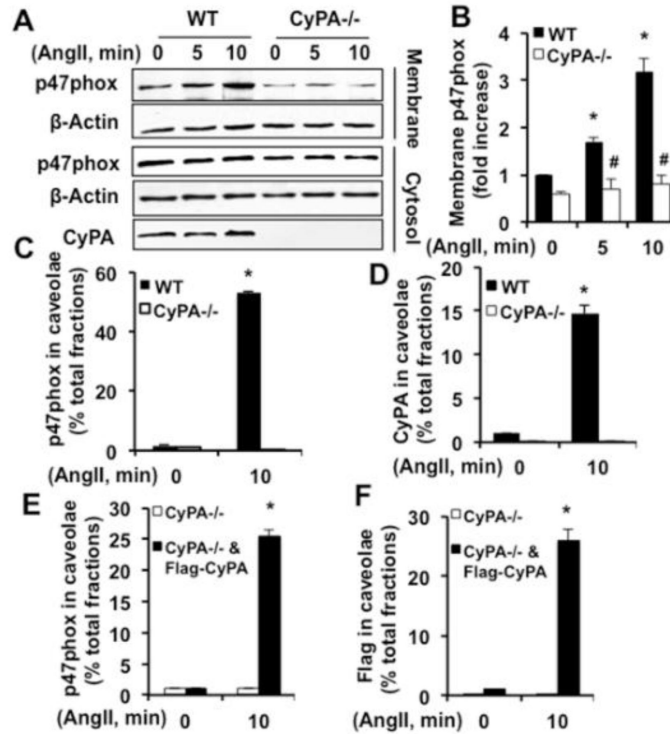 A
WT CyPA-/-
(AngII, min) 0 5 10 0 5 10
p47phox
β-Actin
Membrane
p47phox
β-Actin
CyPA
Cytosol
B
WT
CyPA-/-
Membrane p47phox
(fold increase)
4
3
2
1
0
*
*
#
#
(AngII, min) 0 5 10
C
WT
CyPA-/-
p47phox in caveolae
(% total fractions)
60
40
20
0
*
(AngII, min) 0 10
D
WT
CyPA-/-
CyPA in caveolae
(% total fractions)
20
15
10
5
0
*
(AngII, min) 0 10
E
CyPA-/-
CyPA-/- &
Flag-CyPA
p47phox in caveolae
(% total fractions)
30
25
20
15
10
5
0
*
(AngII, min) 0 10
F
CyPA-/-
CyPA-/- &
Flag-CyPA
Flag in caveolae
(% total fractions)
30
20
10
0
*
(AngII, min) 0 10